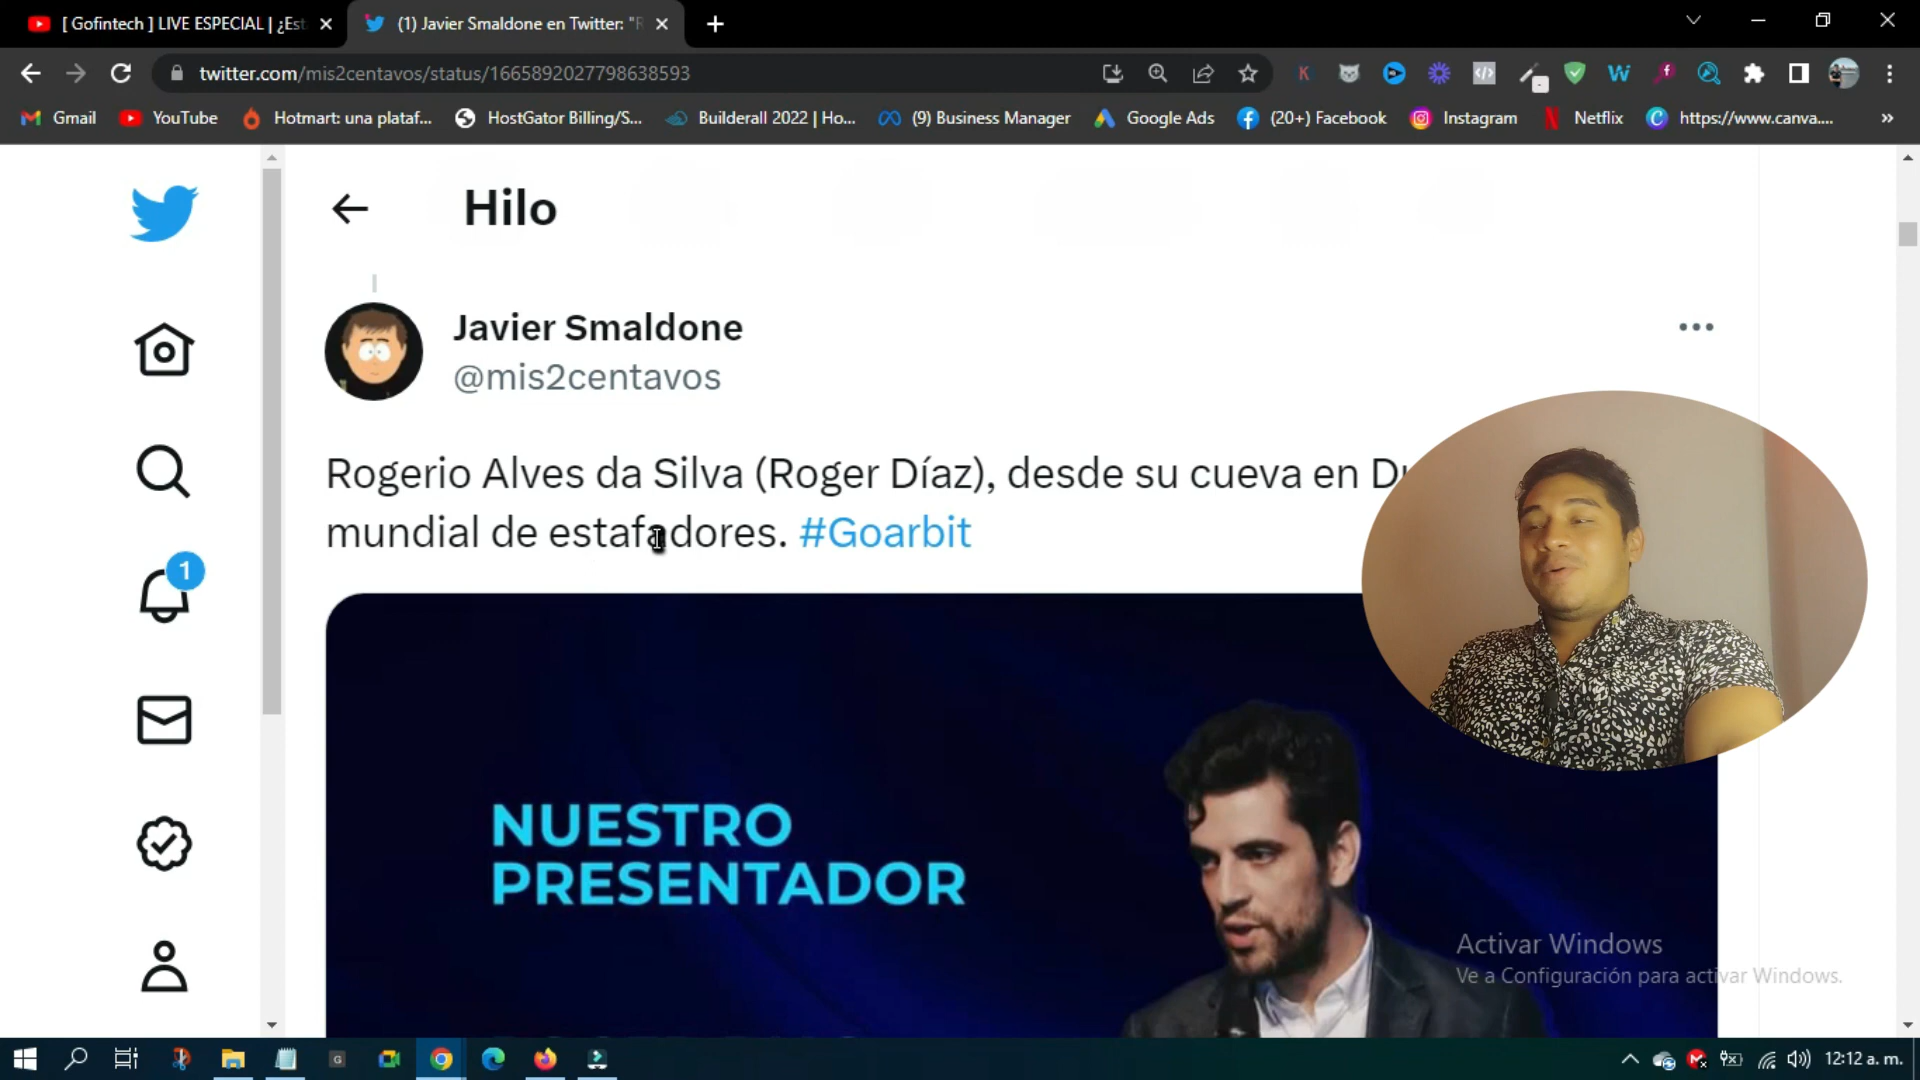 [ Gofintech ] LIVE ESPECIAL | ¿Est
(1) Javier Smaldone en Twitter: "R
twitter.com/mis2centavos/status/1665892027798638593
Gmail
YouTube
Hotmart: una plataf...
HostGator Billing/S...
Builderall 2022 | Ho...
(9) Business Manager
Google Ads
(20+) Facebook
Instagram
Netflix
https://www.canva....
Hilo
Javier Smaldone
@mis2centavos
Rogerio Alves da Silva (Roger Díaz), desde su cueva en Du
mundial de estafadores. #Goarbit
1
NUESTRO
PRESENTADOR
Activar Windows
Ve a Configuración para activar Windows.
12:12 a. m.